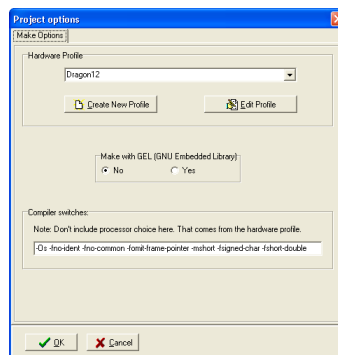 Project options
Make Options
Hardware Profile
Dragon12
Create New Profile
Edit Profile
Make with GEL (GNU Embedded Library)
No
Yes
Compiler switches:
Note: Don't include processor choice here. That comes from the hardware profile.
-Os -fno-ident -fno-common -fomit-frame-pointer -mshort -fsigned-char -fshort-double
OK
Cancel